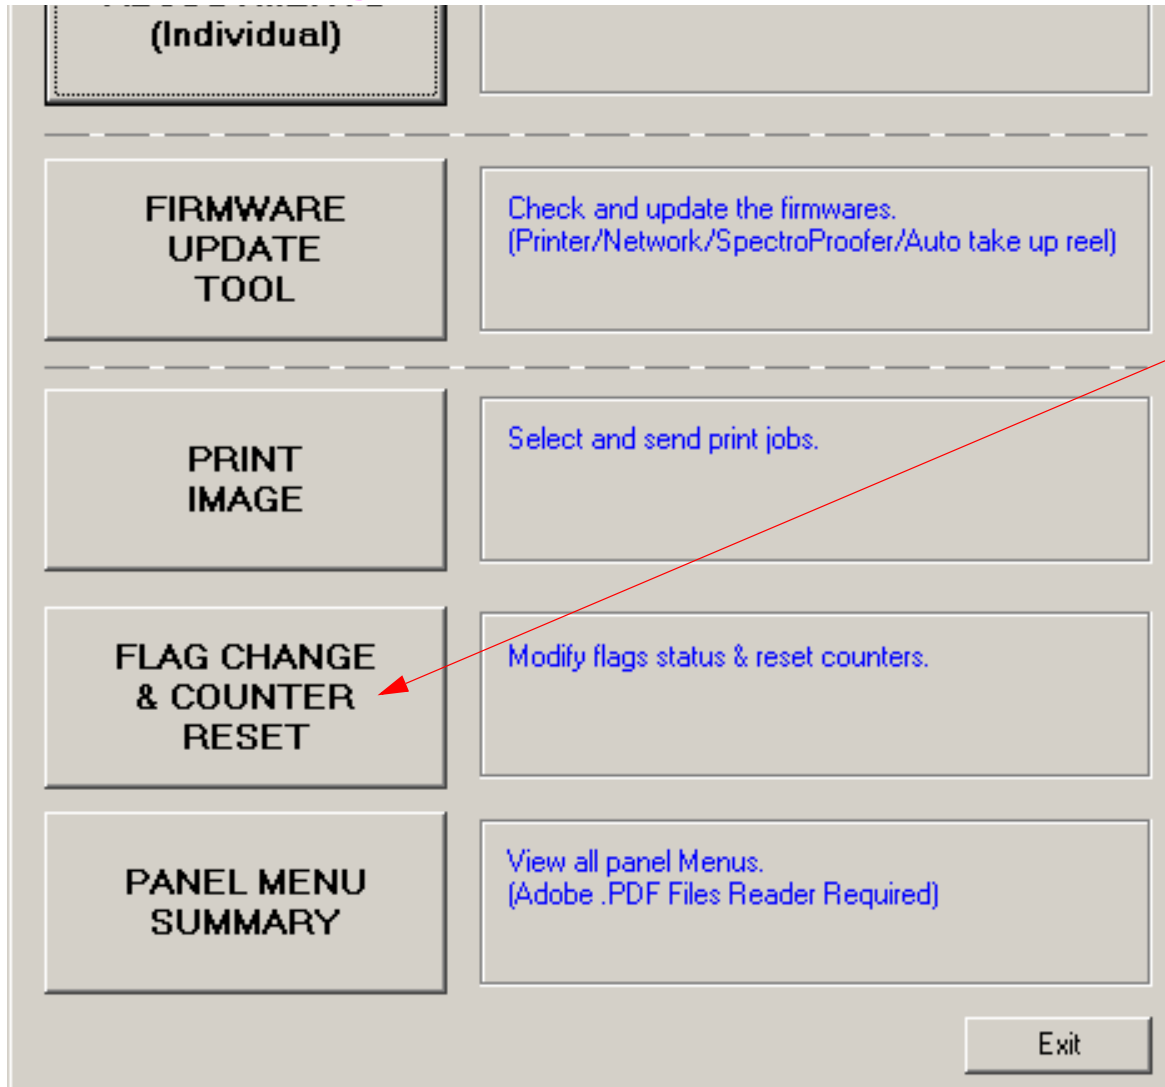 (Individual)
FIRMWARE
UPDATE
TOOL
Check and update the firmwares.
(Printer/Network/SpectroProofer/Auto take up reel)
PRINT
IMAGE
Select and send print jobs.
FLAG CHANGE
& COUNTER
RESET
Modify flags status & reset counters.
PANEL MENU
SUMMARY
View all panel Menus.
(Adobe .PDF Files Reader Required)
Exit